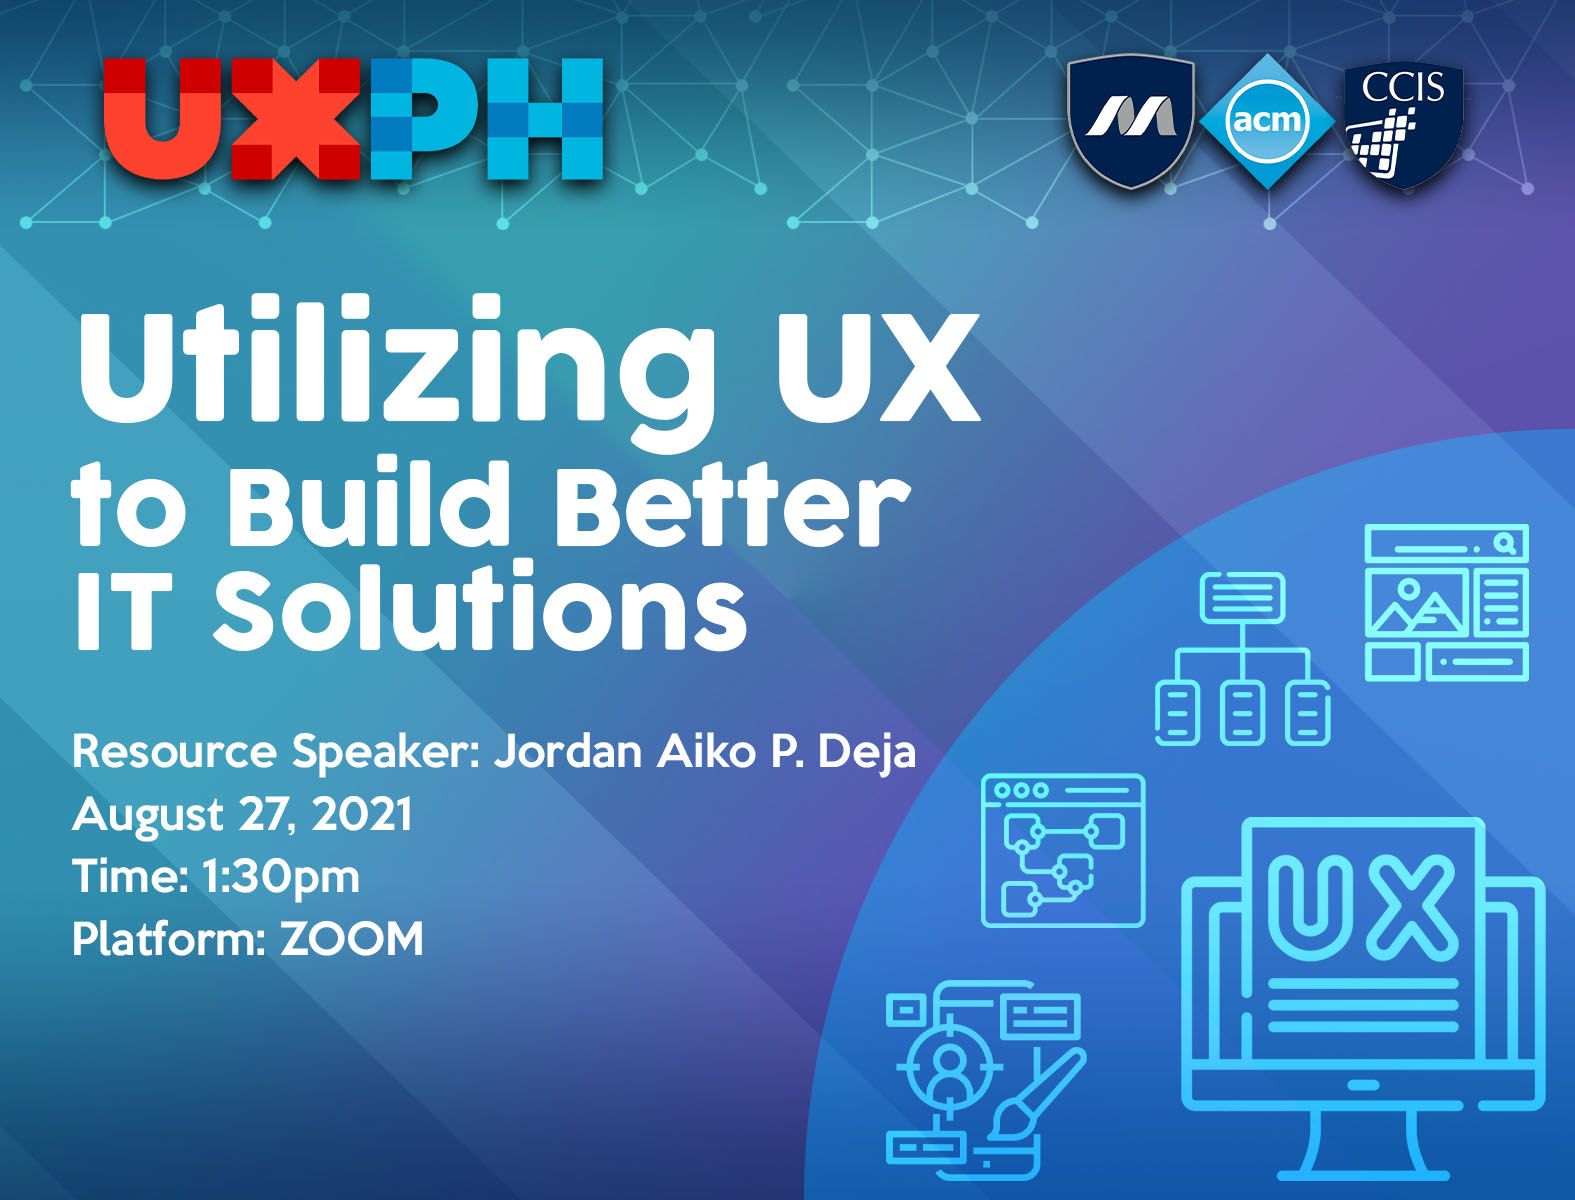 UXPH
M
acm
CCIS
Utilizing UX
to Build Better
IT Solutions
Resource Speaker: Jordan Aiko P. Deja
August 27, 2021
Time: 1:30pm
Platform: ZOOM
UX